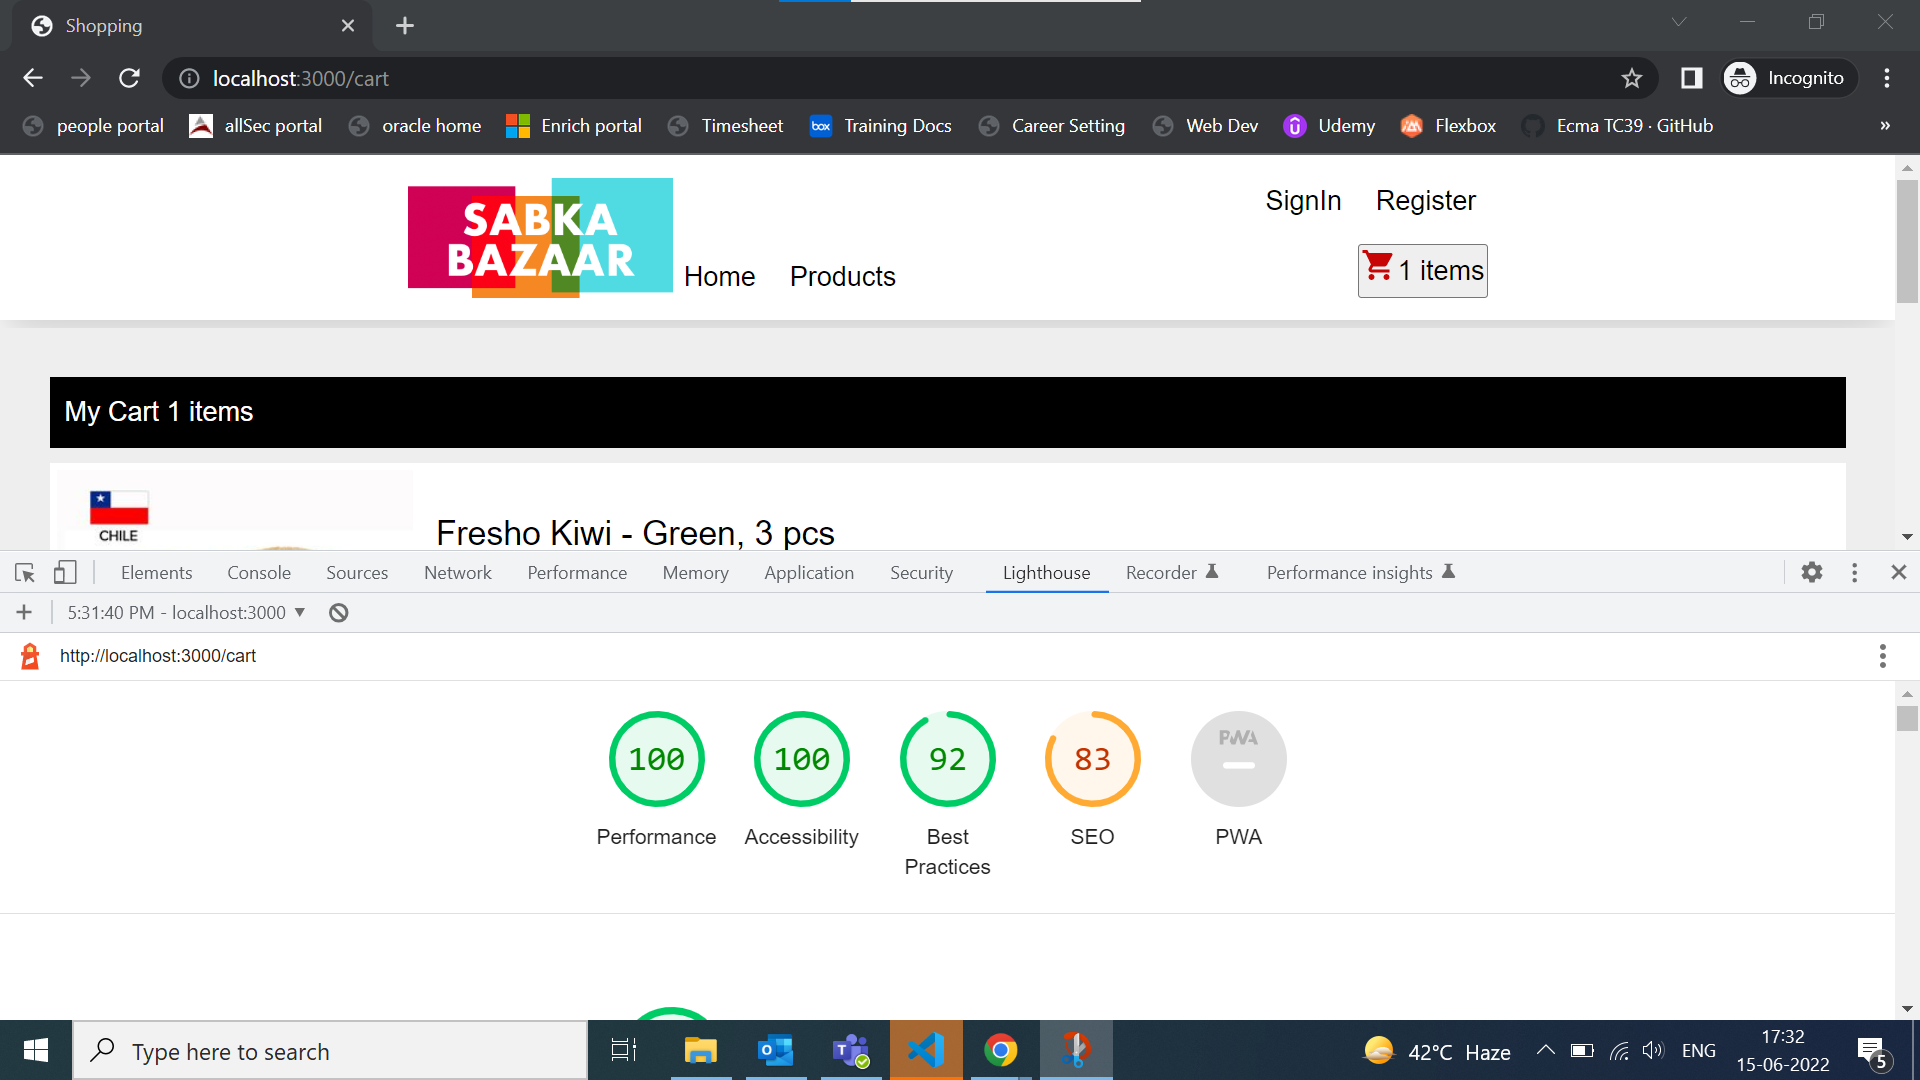 Shopping
localhost:3000/cart
Incognito
people portal
allSec portal
oracle home
Enrich portal
Timesheet
box
Training Docs
Career Setting
Web Dev
Udemy
Flexbox
Ecma TC39 · GitHub
»
SABKA
BAZAAR
Home
Products
SignIn
Register
1 items
My Cart 1 items
CHILE
Fresho Kiwi - Green, 3 pcs
Elements
Console
Sources
Network
Performance
Memory
Application
Security
Lighthouse
Recorder
Performance insights
5:31:40 PM - localhost:3000
http://localhost:3000/cart
100
Performance
100
Accessibility
92
Best
Practices
83
SEO
PWA
PWA
Type here to search
42°C Haze
ENG
17:32
15-06-2022
5